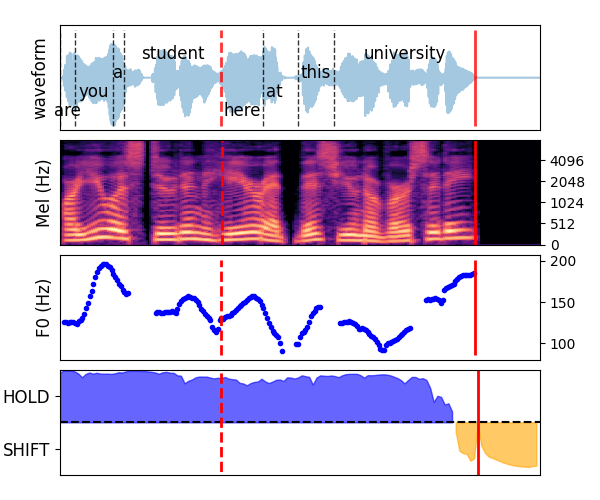 waveform
are you a student here at this university
Mel (Hz)
4096
2048
1024
512
0
F0 (Hz)
200
150
100
HOLD
SHIFT